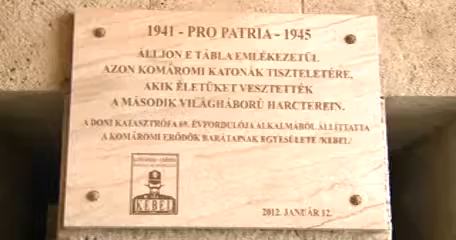 1941 - PRO PATRIA - 1945
ÁLLJON E TÁBLA EMLÉKEZETÜL
AZON KOMÁROMI KATONÁK TISZTELETÉRE,
AKIK ÉLETÜKET VESZTETTÉK
A MÁSODIK VILÁGHÁBORÚ HARCTEREIN.
A DONI KATASZTRÓFA 69. ÉVFORDULÓJA ALKALMÁBÓL ÁLLÍTTATTA
A KOMÁROMI ERŐDÖK BARÁTAINAK EGYESÜLETE /KEBEL/
KEBEL
2012. JANUÁR 12.